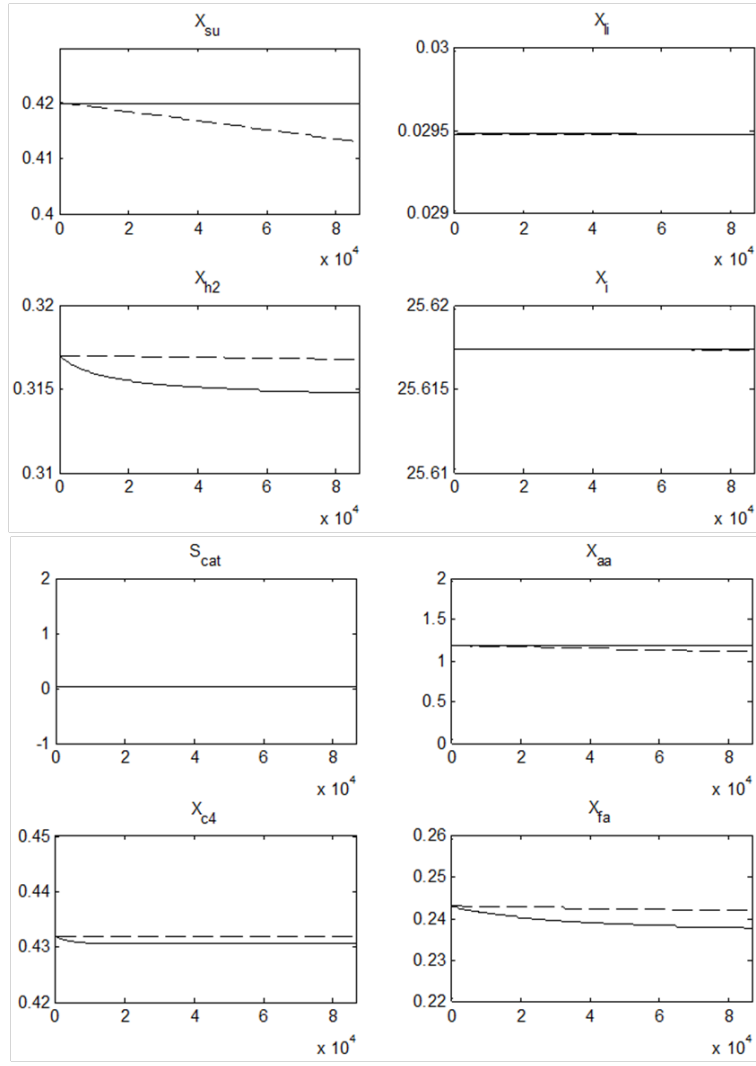 X_su
0.42
0.41
0.4
0 2 4 6 8
x 10^4
X_li
0.03
0.0295
0.029
0 2 4 6 8
x 10^4
X_h2
0.32
0.315
0.31
0 2 4 6 8
x 10^4
X_i
25.62
25.615
25.61
0 2 4 6 8
x 10^4
S_cat
2
1
0
-1
0 2 4 6 8
x 10^4
X_aa
2
1.5
1
0.5
0
0 2 4 6 8
x 10^4
X_c4
0.45
0.44
0.43
0.42
0 2 4 6 8
x 10^4
X_fa
0.26
0.25
0.24
0.23
0.22
0 2 4 6 8
x 10^4